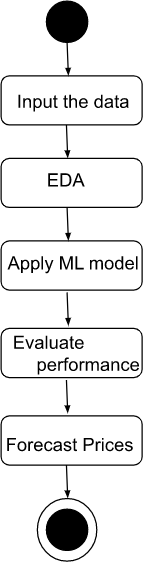 Input the data
EDA
Apply ML model
Evaluate
performance
Forecast Prices